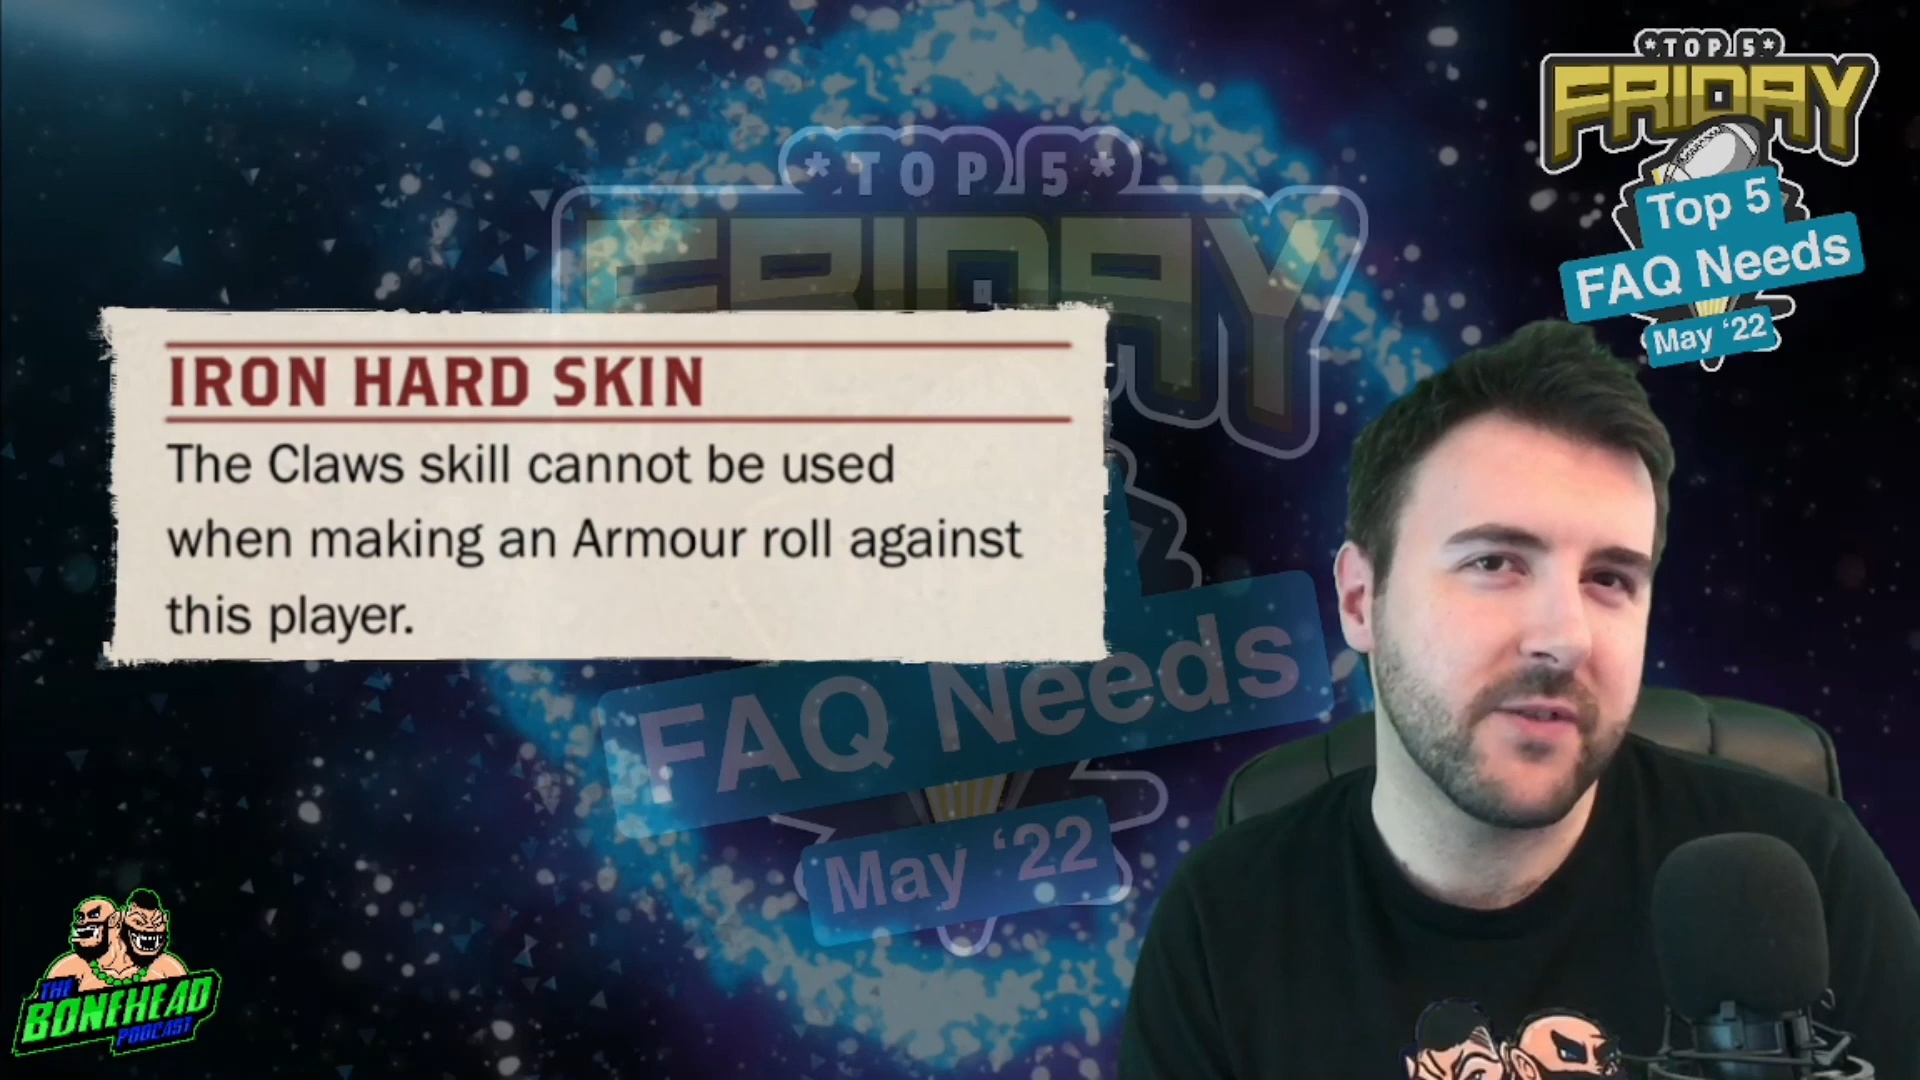 *TOP 5*
FRIDAY
Top 5
FAQ Needs
May ‘22
*TOP 5*
FRIDAY
IRON HARD SKIN
The Claws skill cannot be used
when making an Armour roll against
this player.
FAQ Needs
May ‘22
THE
BONEHEAD
PODCAST